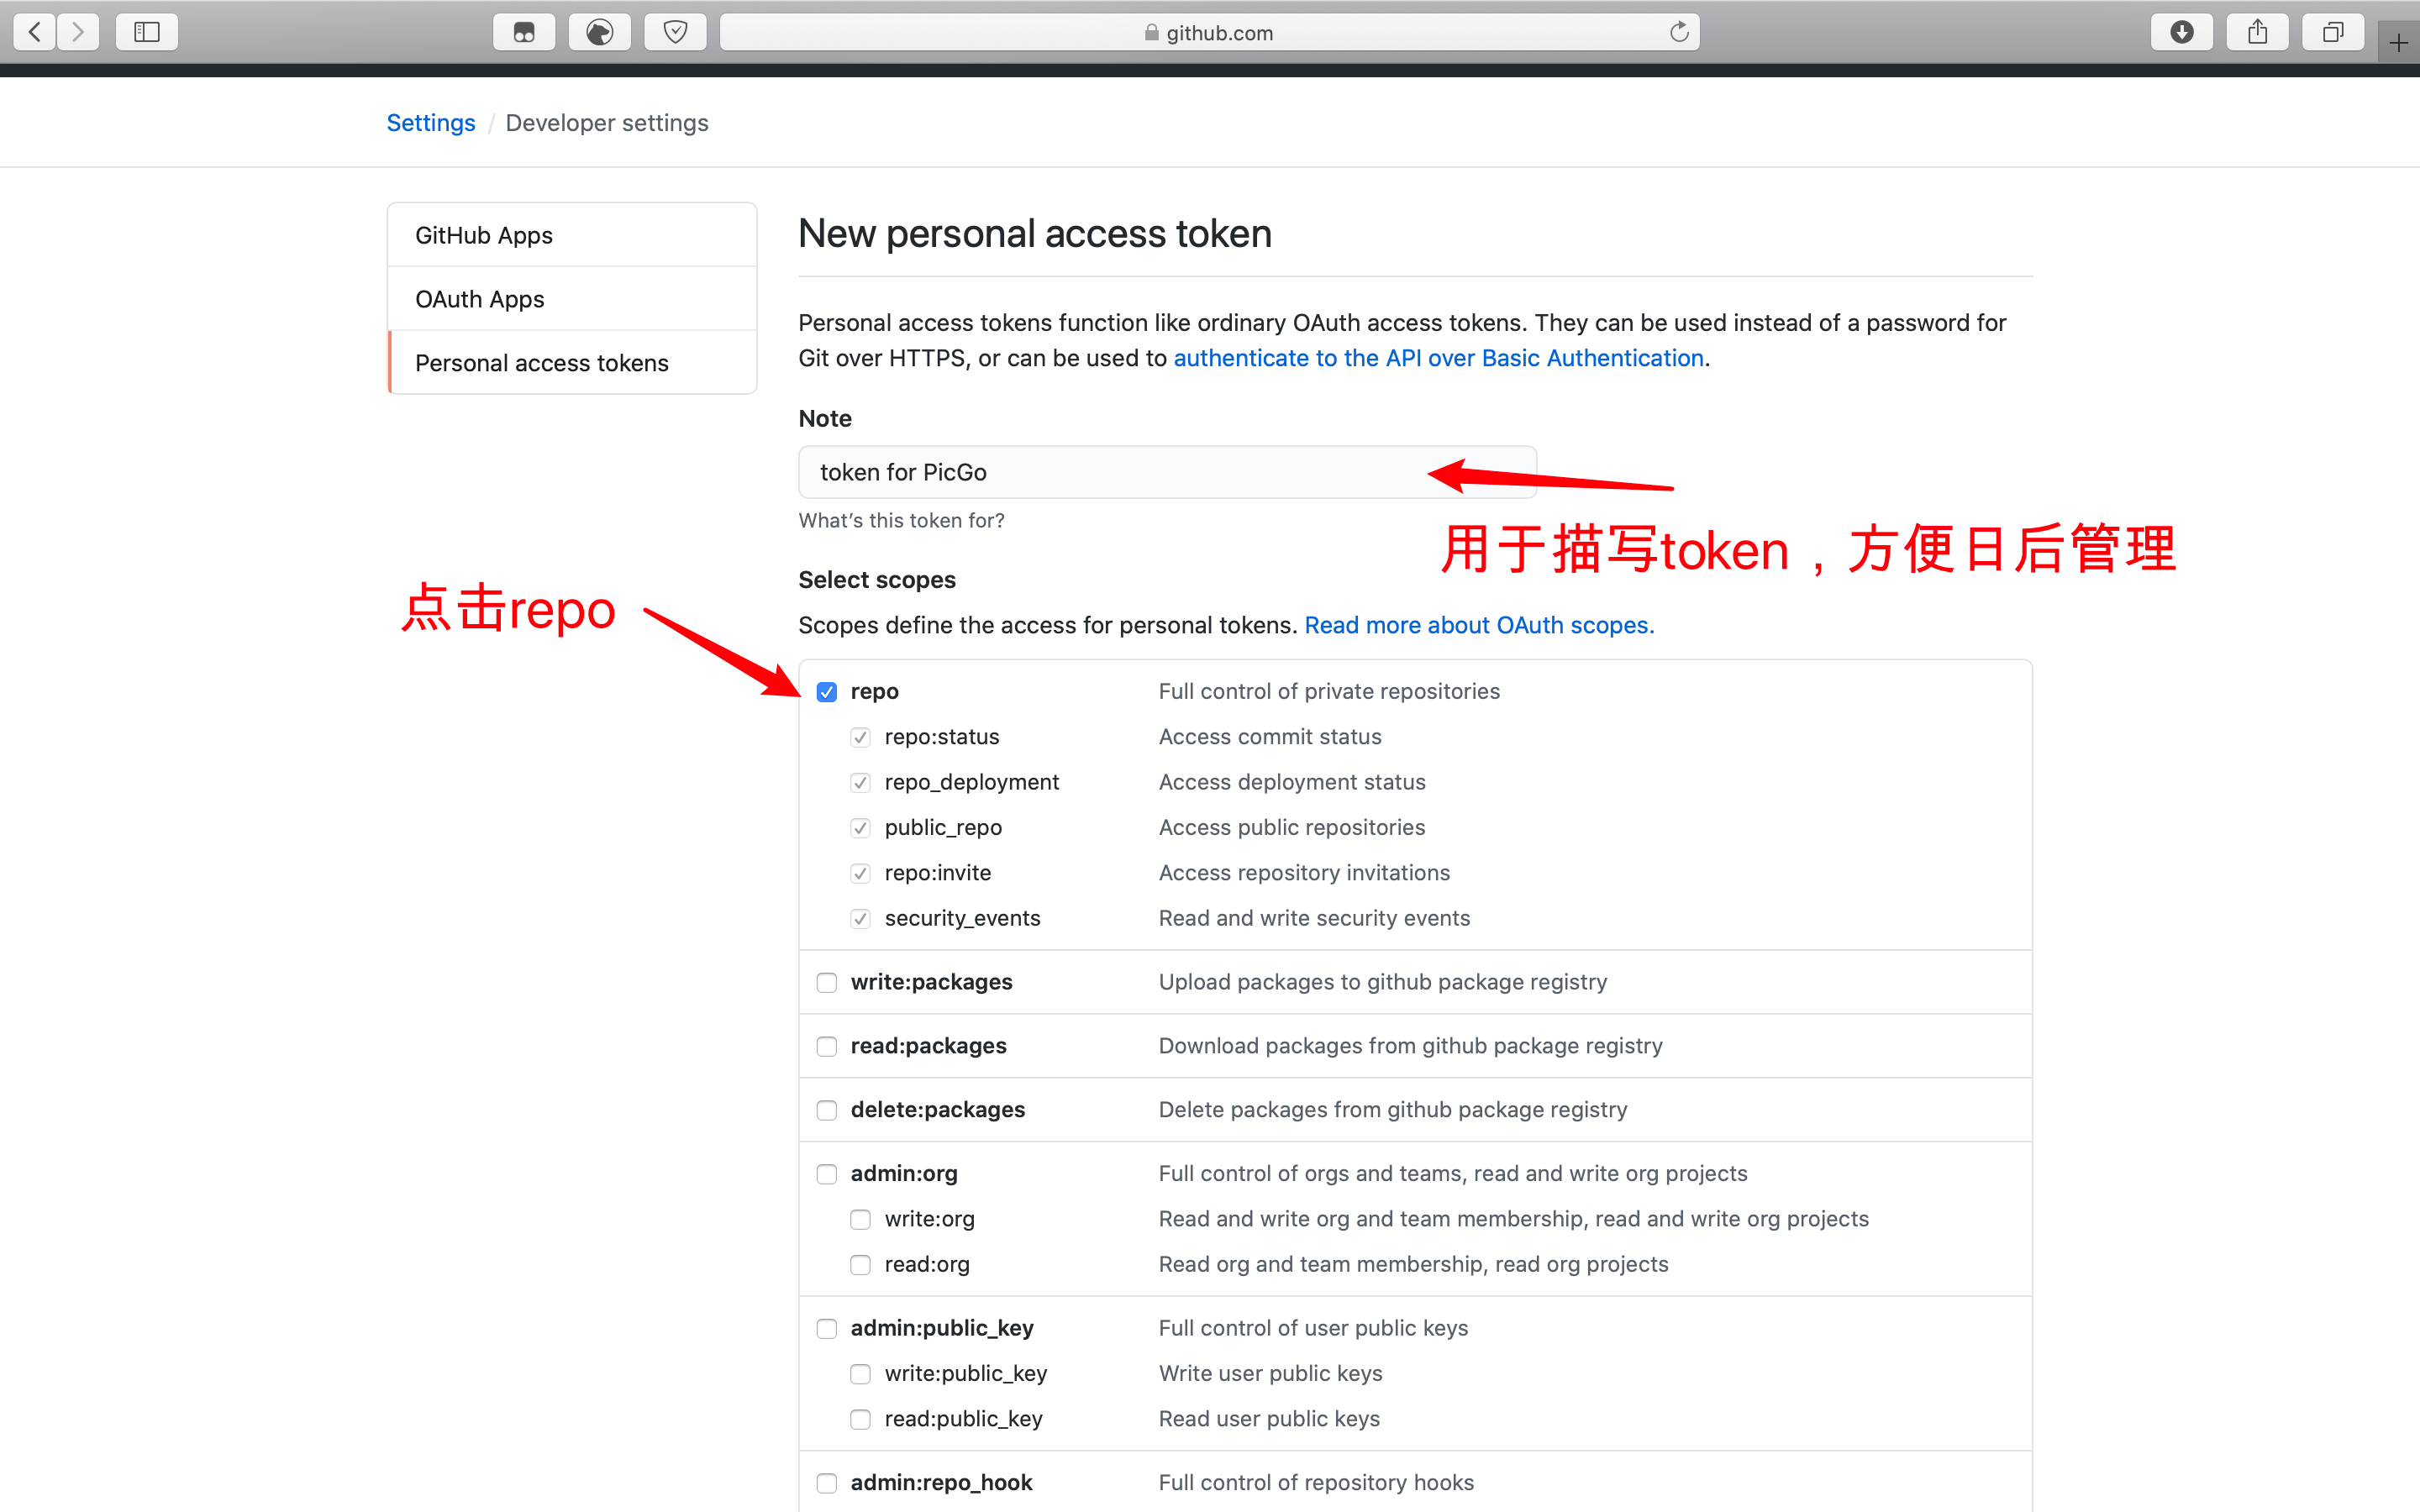 github.com
Settings / Developer settings
GitHub Apps
OAuth Apps
Personal access tokens
New personal access token
Personal access tokens function like ordinary OAuth access tokens. They can be used instead of a password for
Git over HTTPS, or can be used to authenticate to the API over Basic Authentication.
Note
token for PicGo
What's this token for?
用于描写token，方便日后管理
Select scopes
点击repo
Scopes define the access for personal tokens. Read more about OAuth scopes.
repo Full control of private repositories
repo:status Access commit status
repo_deployment Access deployment status
public_repo Access public repositories
repo:invite Access repository invitations
security_events Read and write security events
write:packages Upload packages to github package registry
read:packages Download packages from github package registry
delete:packages Delete packages from github package registry
admin:org Full control of orgs and teams, read and write org projects
write:org Read and write org and team membership, read and write org projects
read:org Read org and team membership, read org projects
admin:public_key Full control of user public keys
write:public_key Write user public keys
read:public_key Read user public keys
admin:repo_hook Full control of repository hooks